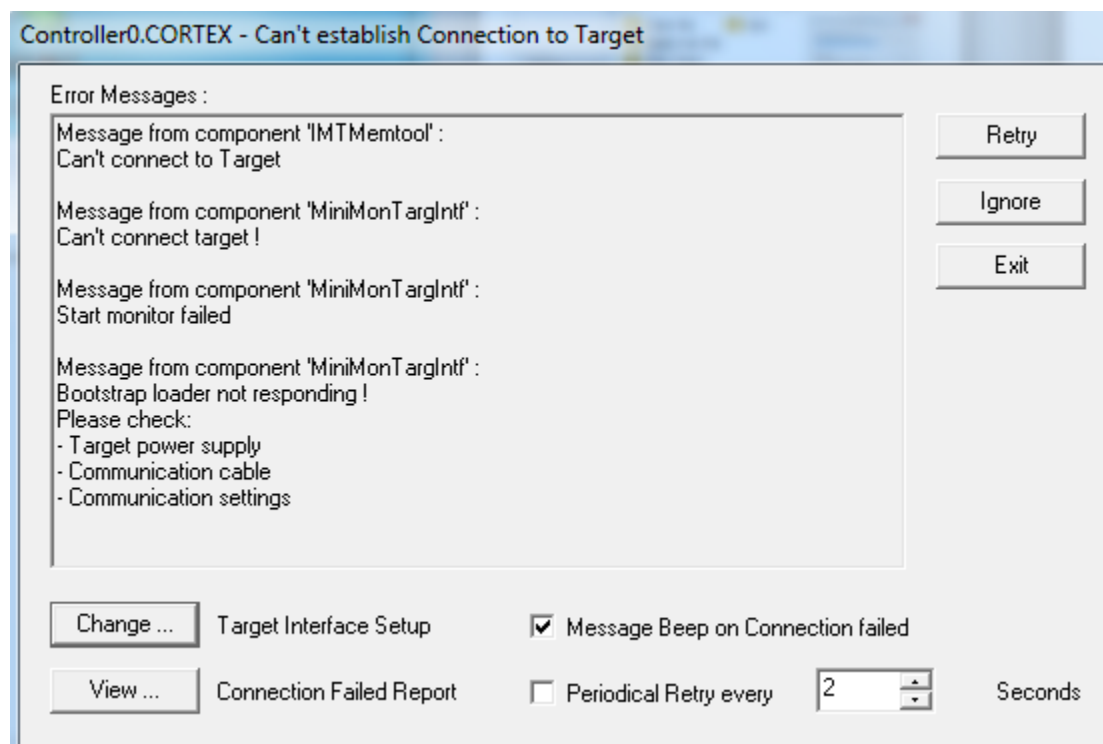 Controller0.CORTEX - Can't establish Connection to Target
Error Messages :
Message from component 'IMTMemtool' :
Can't connect to Target
Message from component 'MiniMonTargIntf' :
Can't connect target !
Message from component 'MiniMonTargIntf' :
Start monitor failed
Message from component 'MiniMonTargIntf' :
Bootstrap loader not responding !
Please check:
- Target power supply
- Communication cable
- Communication settings
Retry
Ignore
Exit
Change ... Target Interface Setup Message Beep on Connection failed
View ... Connection Failed Report Periodical Retry every 2 Seconds